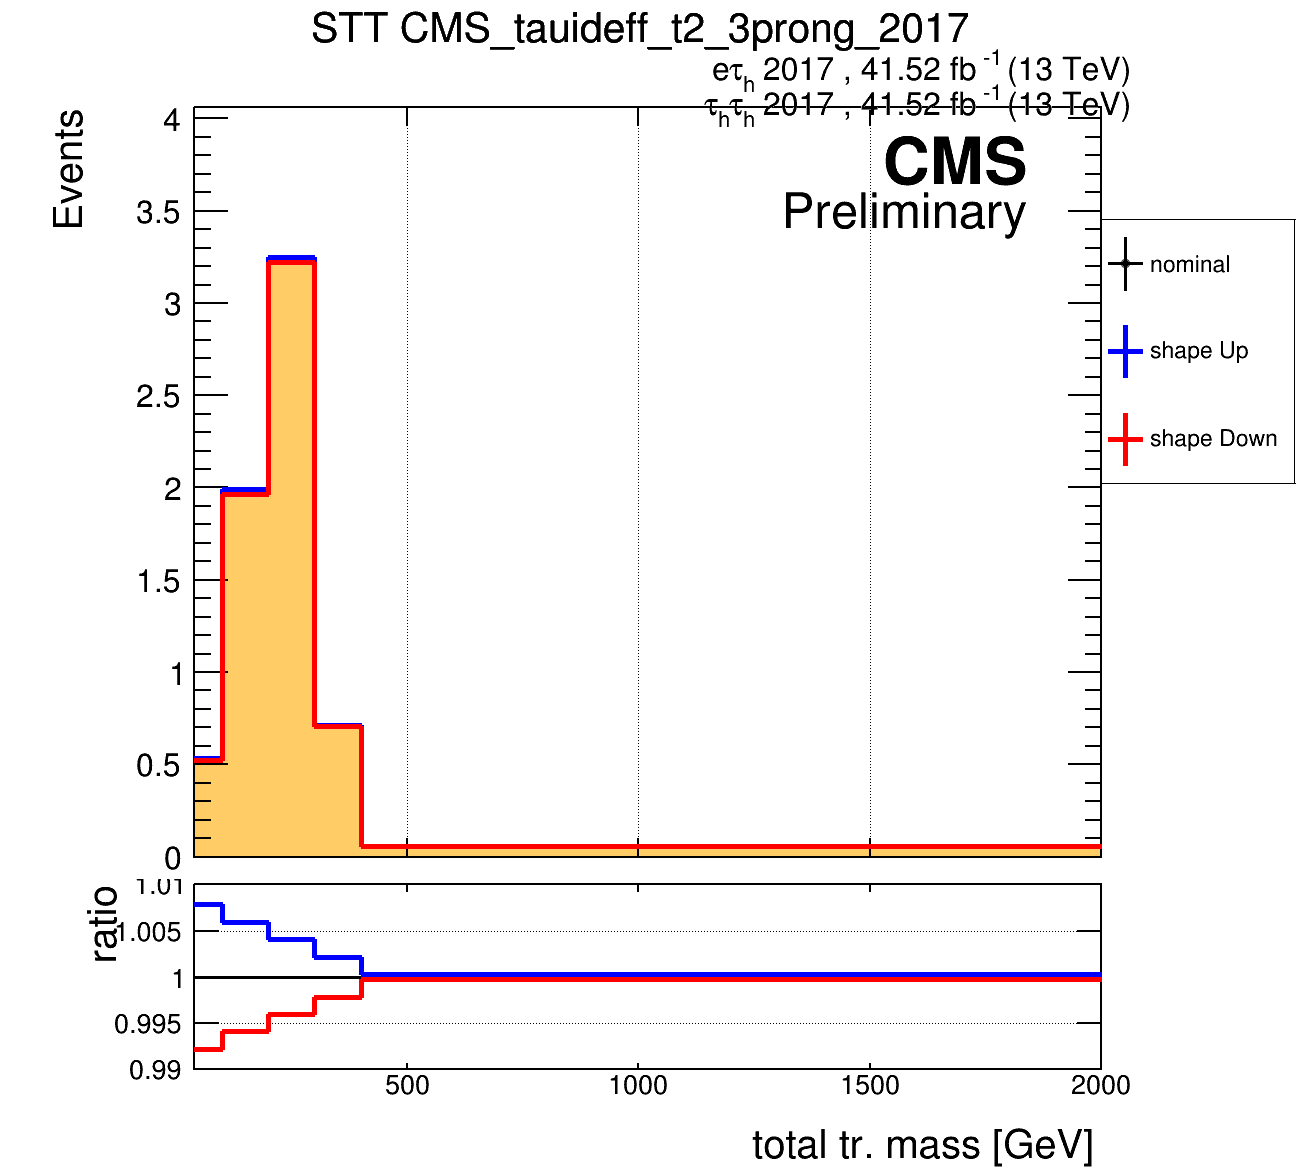 STT CMS_tauideff_t2_3prong_2017
eτh 2017 , 41.52 fb -1 (13 TeV)
τhτh 2017 , 41.52 fb -1 (13 TeV)
CMS
Preliminary
Events
4
3.5
3
2.5
2
1.5
1
0.5
0
nominal
shape Up
shape Down
ratio
1.01
1.005
1
0.995
0.99
500 1000 1500 2000
total tr. mass [GeV]